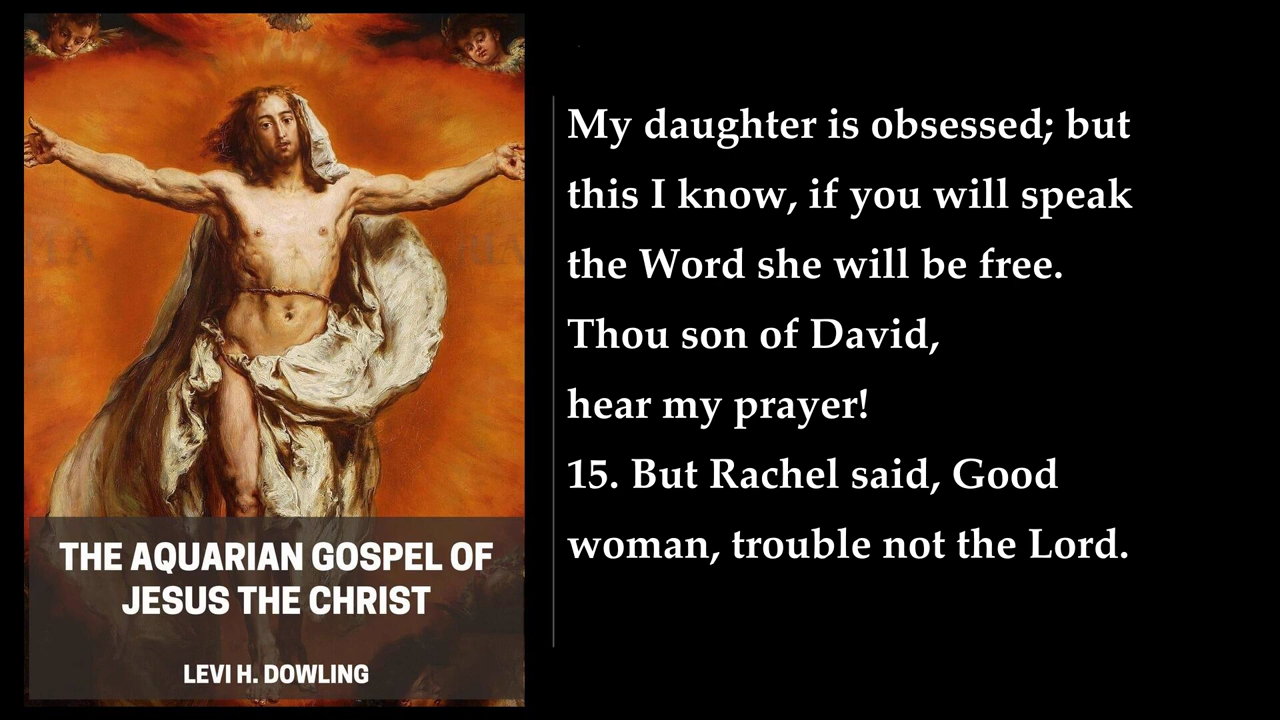 THE AQUARIAN GOSPEL OF
JESUS THE CHRIST
LEVI H. DOWLING
My daughter is obsessed; but
this I know, if you will speak
the Word she will be free.
Thou son of David,
hear my prayer!
15. But Rachel said, Good
woman, trouble not the Lord.